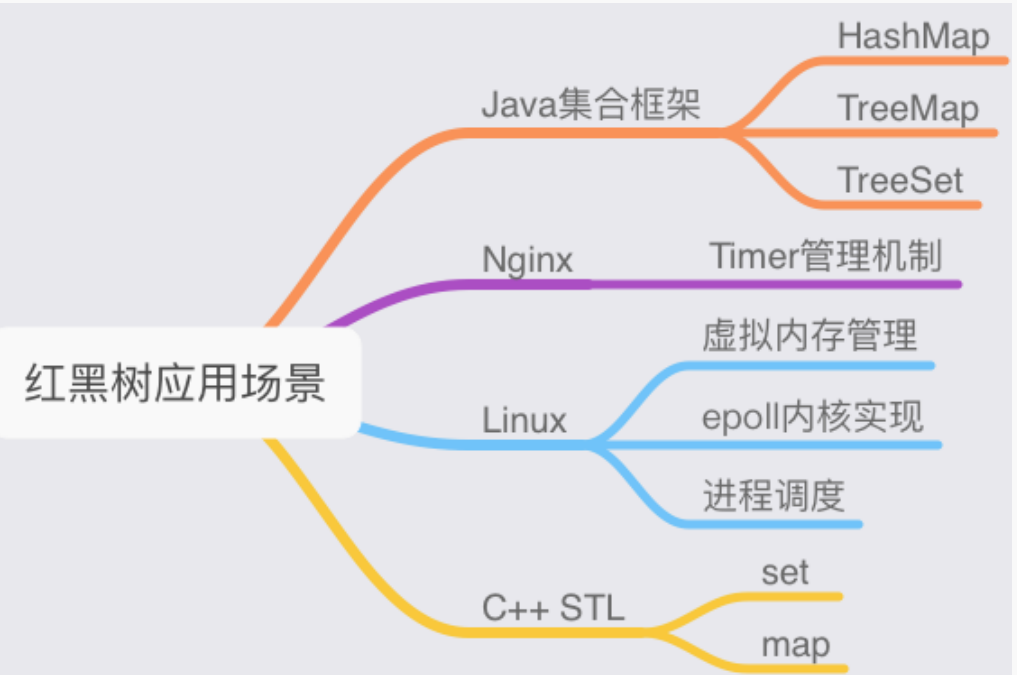 红黑树应用场景
Java集合框架
HashMap
TreeMap
TreeSet
Nginx
Timer管理机制
Linux
虚拟内存管理
epoll内核实现
进程调度
C++ STL
set
map